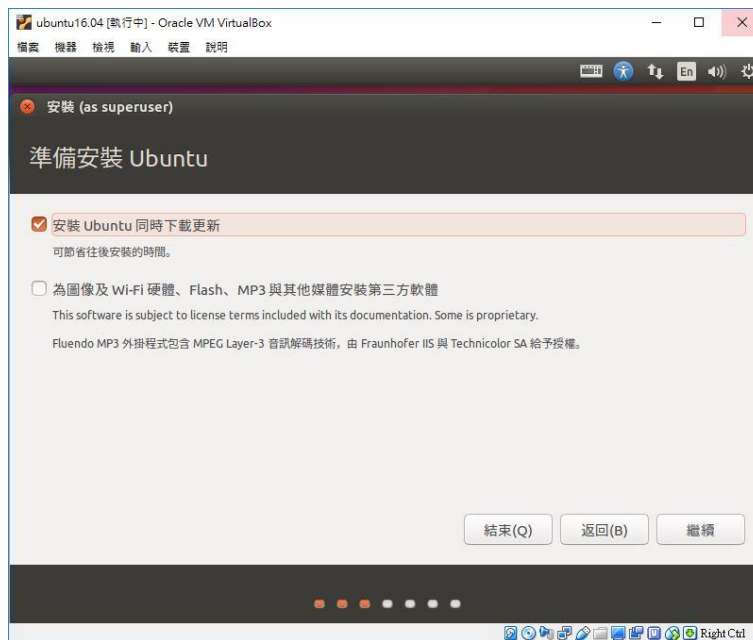 ubuntu16.04 [執行中] - Oracle VM VirtualBox
檔案 機器 檢視 輸入 裝置 說明
En
安裝 (as superuser)
準備安裝 Ubuntu
安裝 Ubuntu 同時下載更新
可節省往後安裝的時間。
為圖像及 Wi-Fi 硬體、Flash、MP3 與其他媒體安裝第三方軟體
This software is subject to license terms included with its documentation. Some is proprietary.
Fluendo MP3 外掛程式包含 MPEG Layer-3 音訊解碼技術，由 Fraunhofer IIS 與 Technicolor SA 給予授權。
結束(Q) 返回(B) 繼續
Right Ctrl